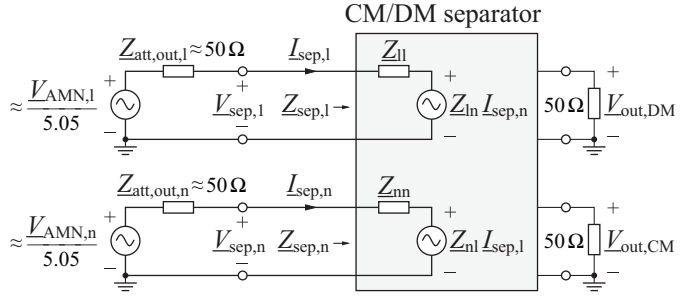 CM/DM separator
Z_att,out,l ≈ 50 Ω
I_sep,l
Z_ll
≈ V_AMN,l / 5.05
+
−
+
V_sep,l
−
Z_sep,l →
+
Z_ln I_sep,n
−
50 Ω
+
V_out,DM
−
Z_att,out,n ≈ 50 Ω
I_sep,n
Z_nn
≈ V_AMN,n / 5.05
+
−
+
V_sep,n
−
Z_sep,n →
+
Z_nl I_sep,l
−
50 Ω
+
V_out,CM
−